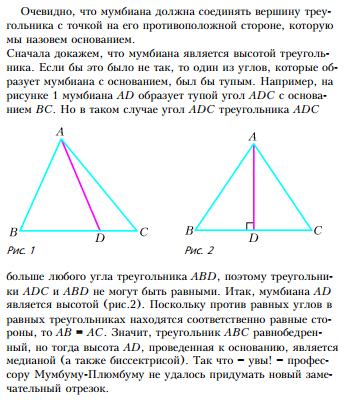 Очевидно, что мумбиана должна соединять вершину треу-
гольника с точкой на его противоположной стороне, которую
мы назовем основанием.
Сначала докажем, что мумбиана является высотой треуголь-
ника. Если бы это было не так, то один из углов, которые об-
разует мумбиана с основанием, был бы тупым. Например, на
рисунке 1 мумбиана AD образует тупой угол ADC с основа-
нием BC. Но в таком случае угол ADC треугольника ADC
A
B
D
C
Рис. 1
A
B
D
C
Рис. 2
больше любого угла треугольника ABD, поэтому треугольни-
ки ADC и ABD не могут быть равными. Итак, мумбиана AD
является высотой (рис.2). Поскольку против равных углов в
равных треугольниках находятся соответственно равные сто-
роны, то AB = AC. Значит, треугольник ABC равнобедрен-
ный, но тогда высота AD, проведенная к основанию, является
медианой (а также биссектрисой). Так что – увы! – профес-
сору Мумбуму-Плюмбуму не удалось придумать новый заме-
чательный отрезок.